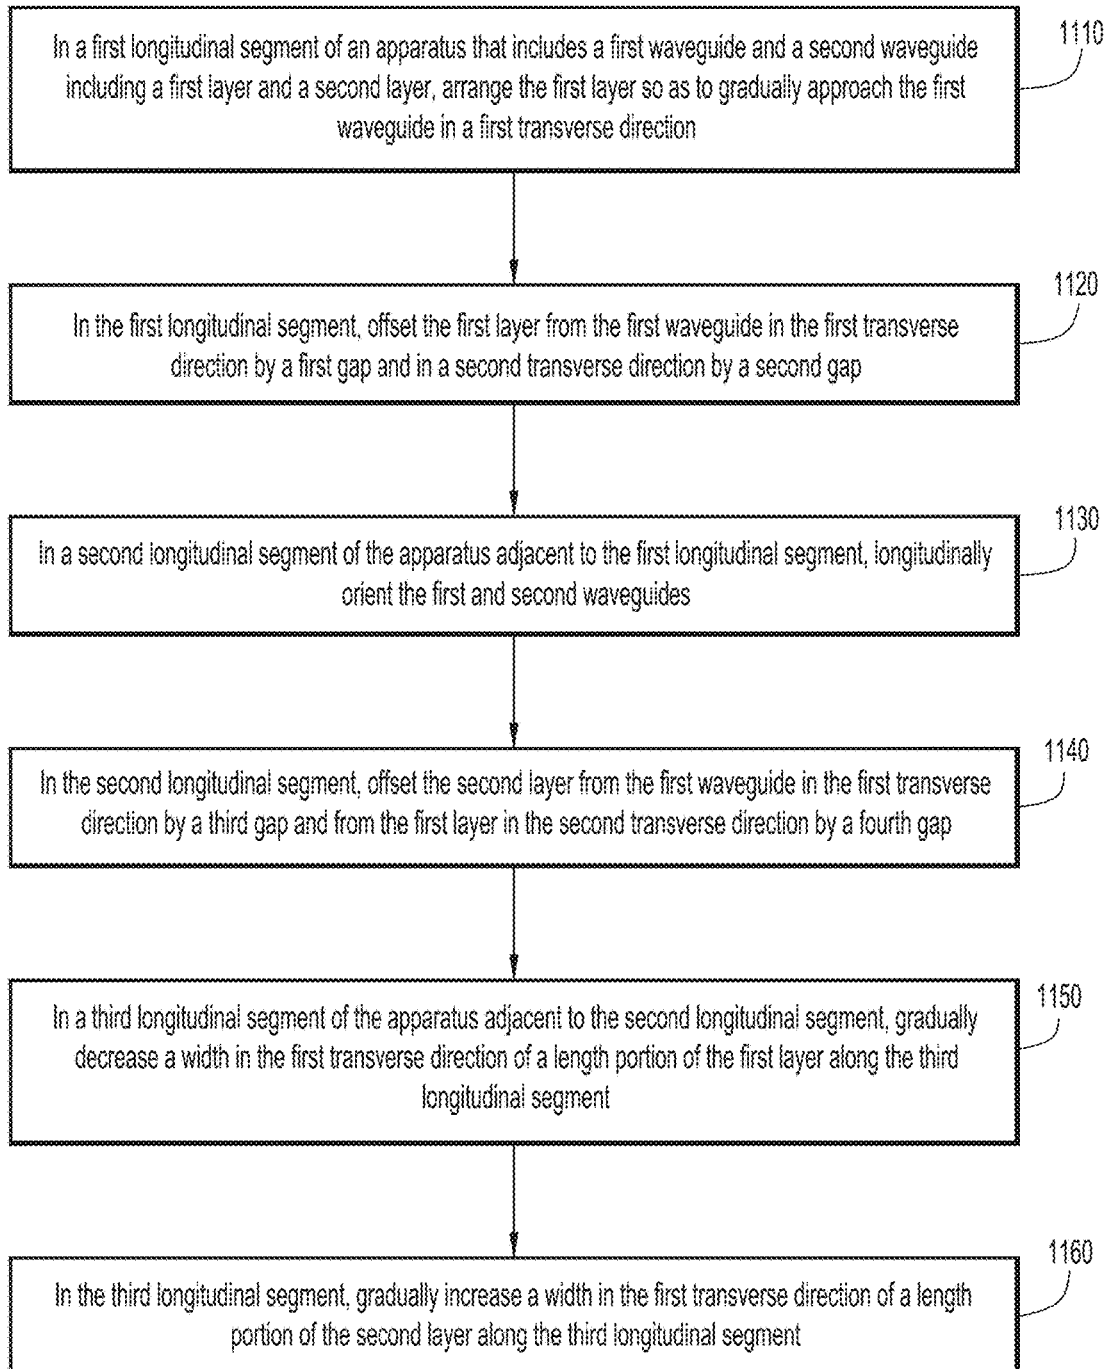 In a first longitudinal segment of an apparatus that includes a first waveguide and a second waveguide
including a first layer and a second layer, arrange the first layer so as to gradually approach the first
waveguide in a first transverse direction
1110
In the first longitudinal segment, offset the first layer from the first waveguide in the first transverse
direction by a first gap and in a second transverse direction by a second gap
1120
In a second longitudinal segment of the apparatus adjacent to the first longitudinal segment, longitudinally
orient the first and second waveguides
1130
In the second longitudinal segment, offset the second layer from the first waveguide in the first transverse
direction by a third gap and from the first layer in the second transverse direction by a fourth gap
1140
In a third longitudinal segment of the apparatus adjacent to the second longitudinal segment, gradually
decrease a width in the first transverse direction of a length portion of the first layer along the third
longitudinal segment
1150
In the third longitudinal segment, gradually increase a width in the first transverse direction of a length
portion of the second layer along the third longitudinal segment
1160